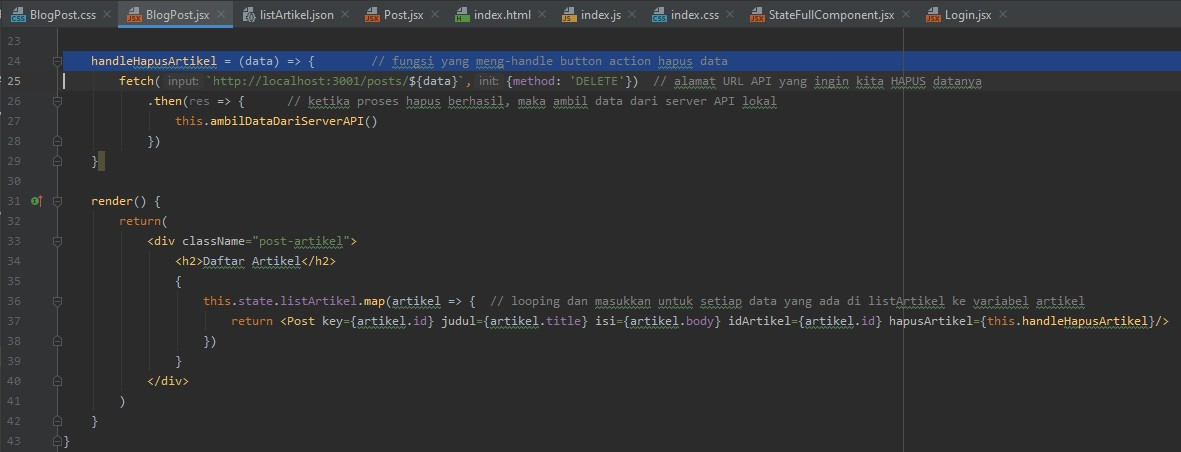 BlogPost.css BlogPost.jsx listArtikel.json Post.jsx index.html index.js index.css StateFullComponent.jsx Login.jsx
23
24 handleHapusArtikel = (data) => { // fungsi yang meng-handle button action hapus data
25 fetch( input: `http://localhost:3001/posts/${data}`, init: {method: 'DELETE'}) // alamat URL API yang ingin kita HAPUS datanya
26 .then(res => { // ketika proses hapus berhasil, maka ambil data dari server API lokal
27 this.ambilDataDariServerAPI()
28 })
29 }
30
31 render() {
32 return(
33 <div className="post-artikel">
34 <h2>Daftar Artikel</h2>
35 {
36 this.state.listArtikel.map(artikel => { // looping dan masukkan untuk setiap data yang ada di listArtikel ke variabel artikel
37 return <Post key={artikel.id} judul={artikel.title} isi={artikel.body} idArtikel={artikel.id} hapusArtikel={this.handleHapusArtikel}/>
38 })
39 }
40 </div>
41 )
42 }
43 }